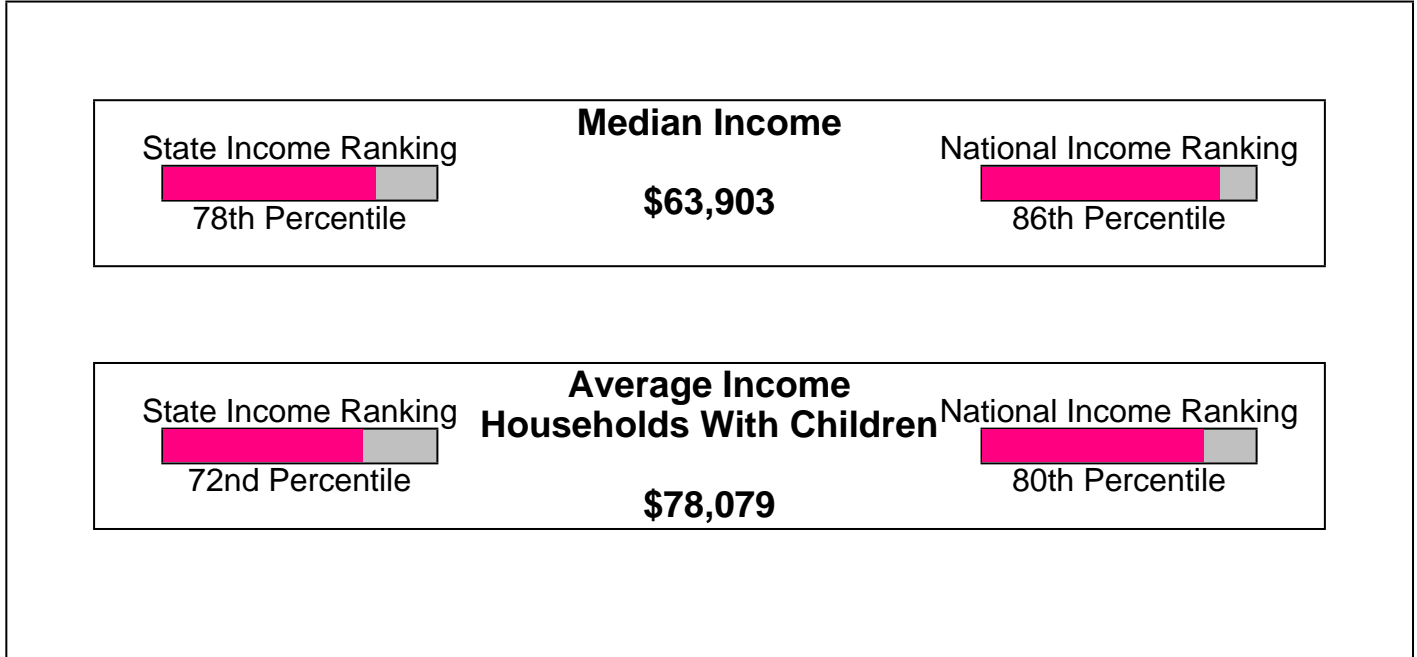 Median Income
State Income Ranking
78th Percentile
$63,903
National Income Ranking
86th Percentile
Average Income
Households With Children
State Income Ranking
72nd Percentile
$78,079
National Income Ranking
80th Percentile